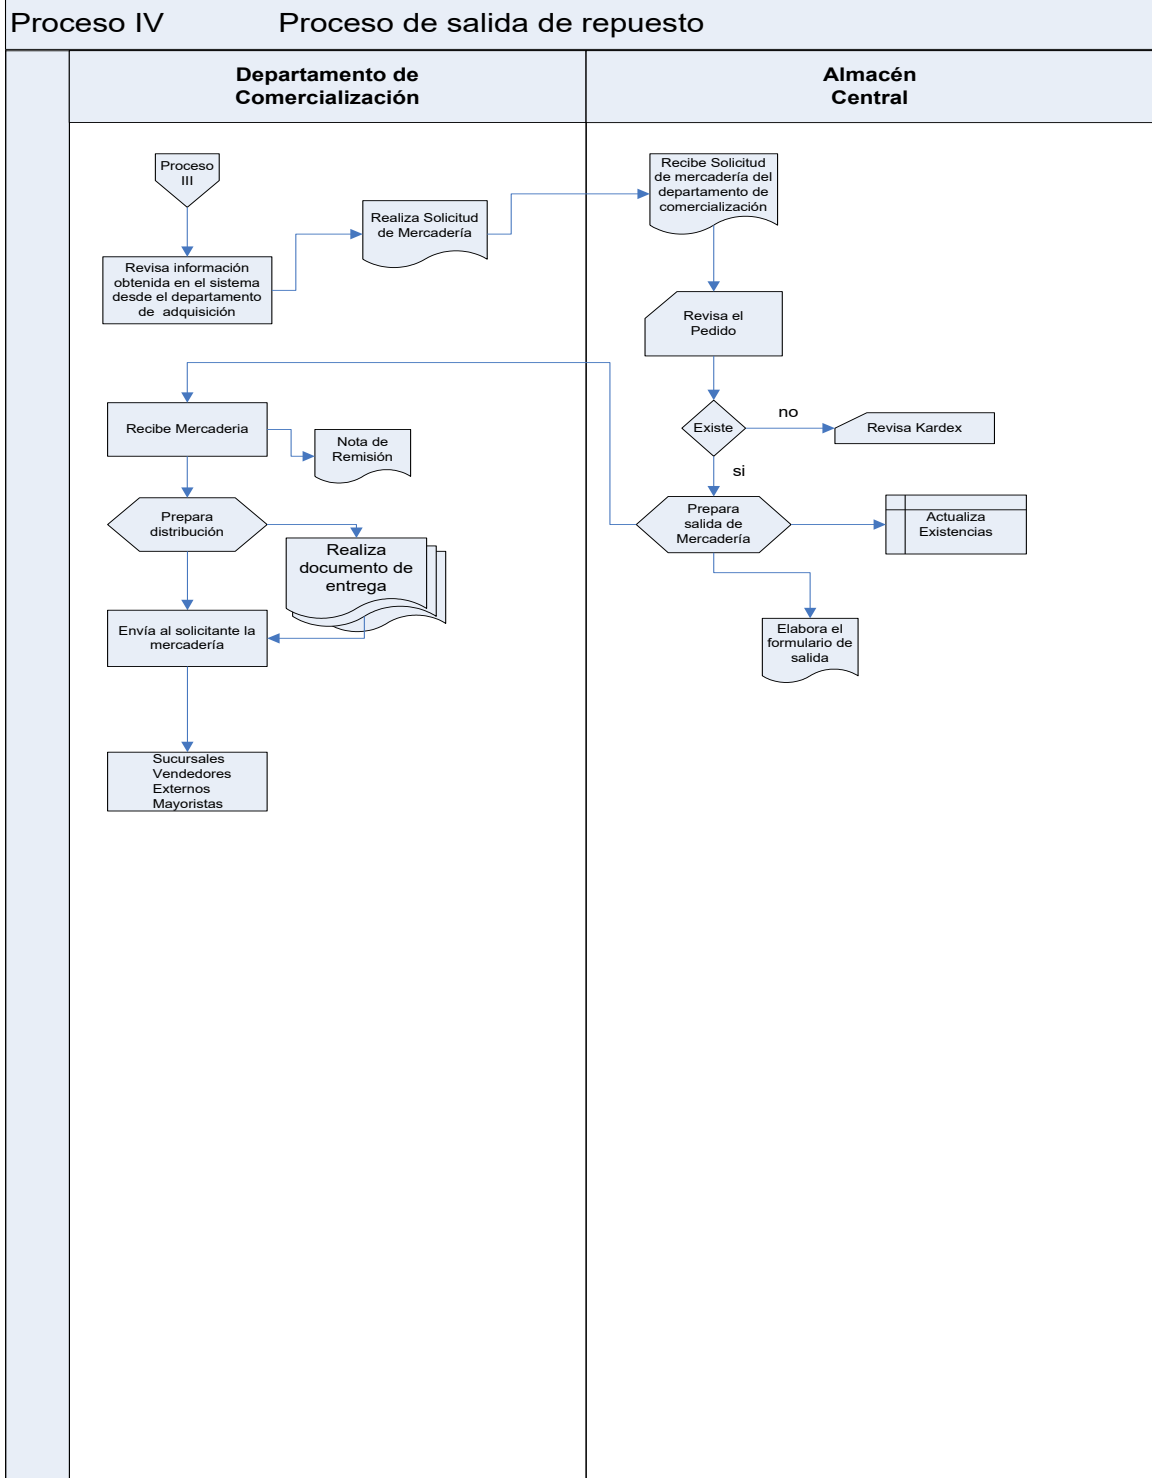 Proceso IV Proceso de salida de repuesto
Departamento de
Comercialización
Almacén
Central
Proceso
III
Revisa información
obtenida en el sistema
desde el departamento
de adquisición
Realiza Solicitud
de Mercadería
Recibe Solicitud
de mercadería del
departamento de
comercialización
Revisa el
Pedido
Existe
no
Revisa Kardex
si
Prepara
salida de
Mercadería
Actualiza
Existencias
Elabora el
formulario de
salida
Recibe Mercaderia
Nota de
Remisión
Prepara
distribución
Realiza
documento de
entrega
Envía al solicitante la
mercadería
Sucursales
Vendedores
Externos
Mayoristas